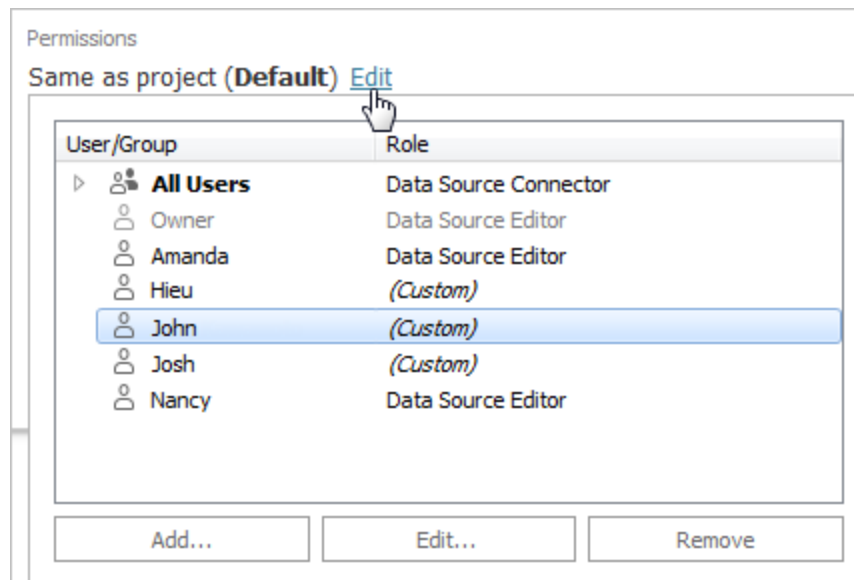 Permissions
Same as project (Default) Edit
User/Group Role
All Users Data Source Connector
Owner Data Source Editor
Amanda Data Source Editor
Hieu (Custom)
John (Custom)
Josh (Custom)
Nancy Data Source Editor
Add... Edit... Remove